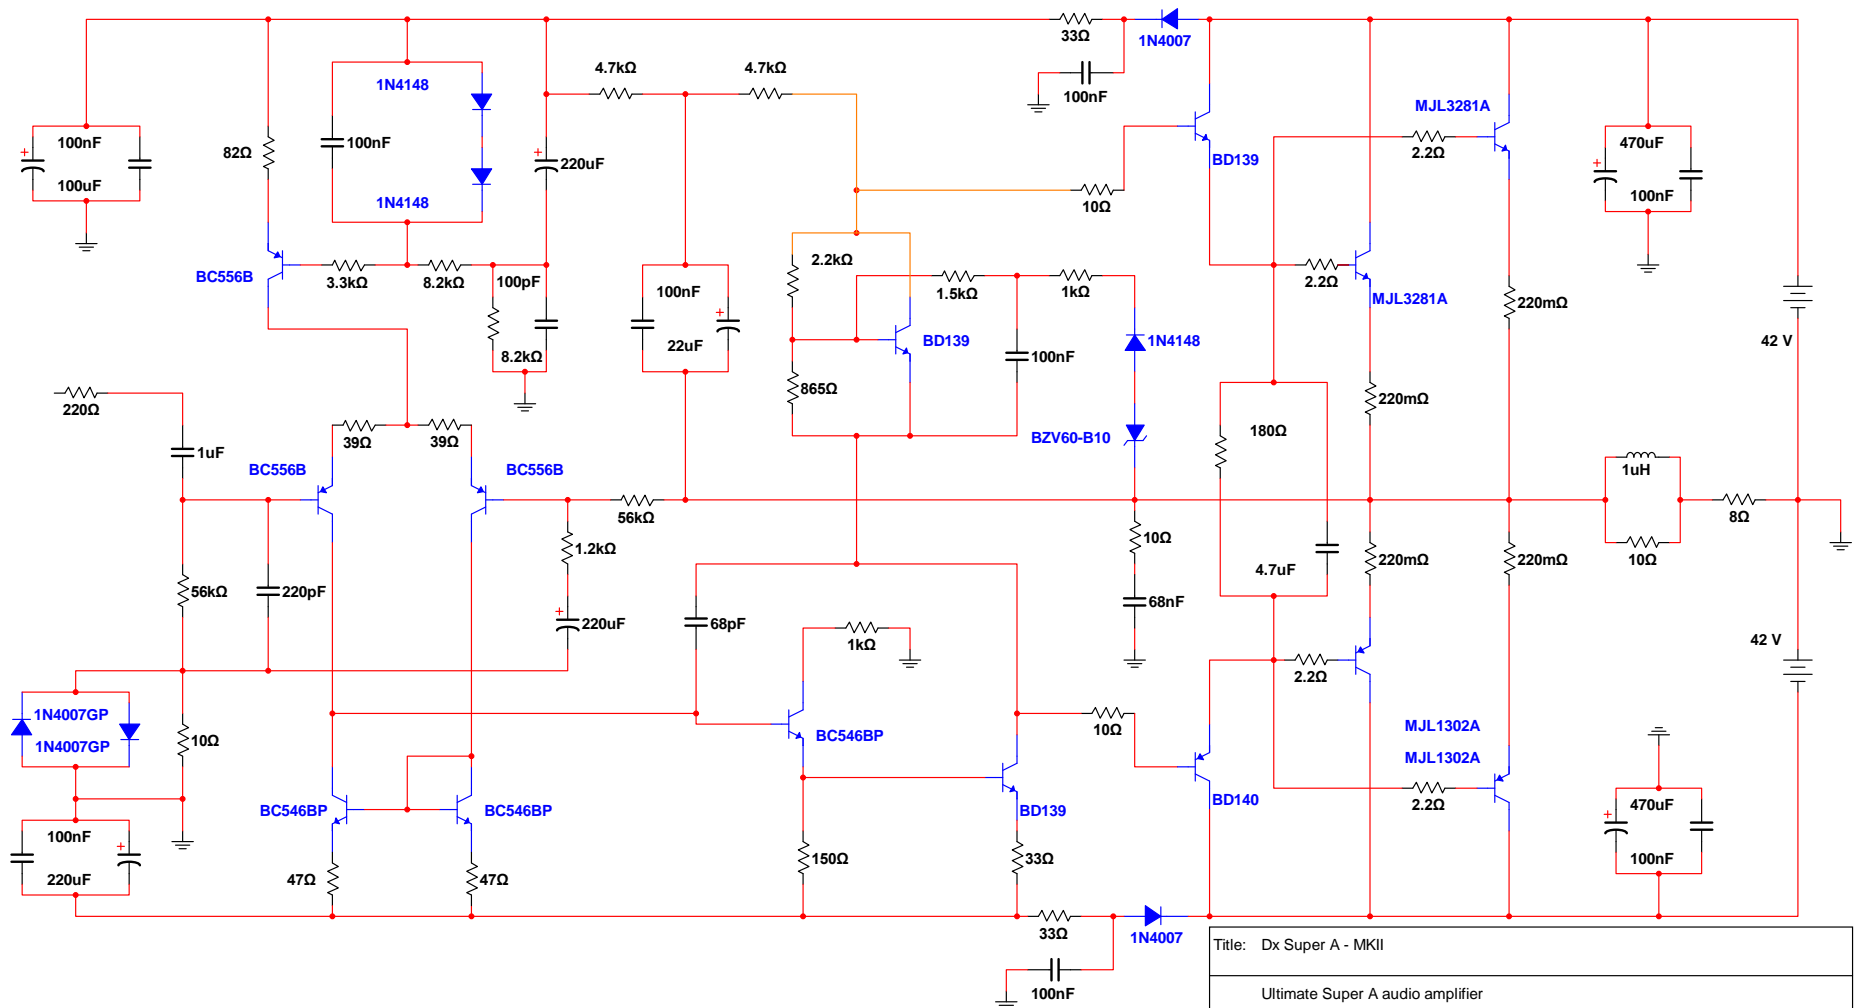 33Ω
1N4007
4.7kΩ
4.7kΩ
1N4148
100nF
MJL3281A
100nF
100uF
82Ω
100nF
220uF
2.2Ω
470uF
100nF
BD139
1N4148
10Ω
BC556B
3.3kΩ
8.2kΩ
100pF
8.2kΩ
100nF
22uF
2.2kΩ
1.5kΩ
1kΩ
2.2Ω
MJL3281A
220mΩ
BD139
100nF
1N4148
42 V
865Ω
220mΩ
220Ω
39Ω
39Ω
180Ω
BZV60-B10
1uF
BC556B
BC556B
1uH
56kΩ
8Ω
1.2kΩ
10Ω
220mΩ
220mΩ
10Ω
4.7uF
56kΩ
220pF
220uF
68pF
68nF
1kΩ
42 V
2.2Ω
1N4007GP
1N4007GP
10Ω
BC546BP
10Ω
MJL1302A
MJL1302A
BC546BP
BC546BP
BD139
BD140
2.2Ω
470uF
100nF
100nF
220uF
47Ω
47Ω
150Ω
33Ω
33Ω
1N4007
100nF
Title: Dx Super A - MKII
Ultimate Super A audio amplifier